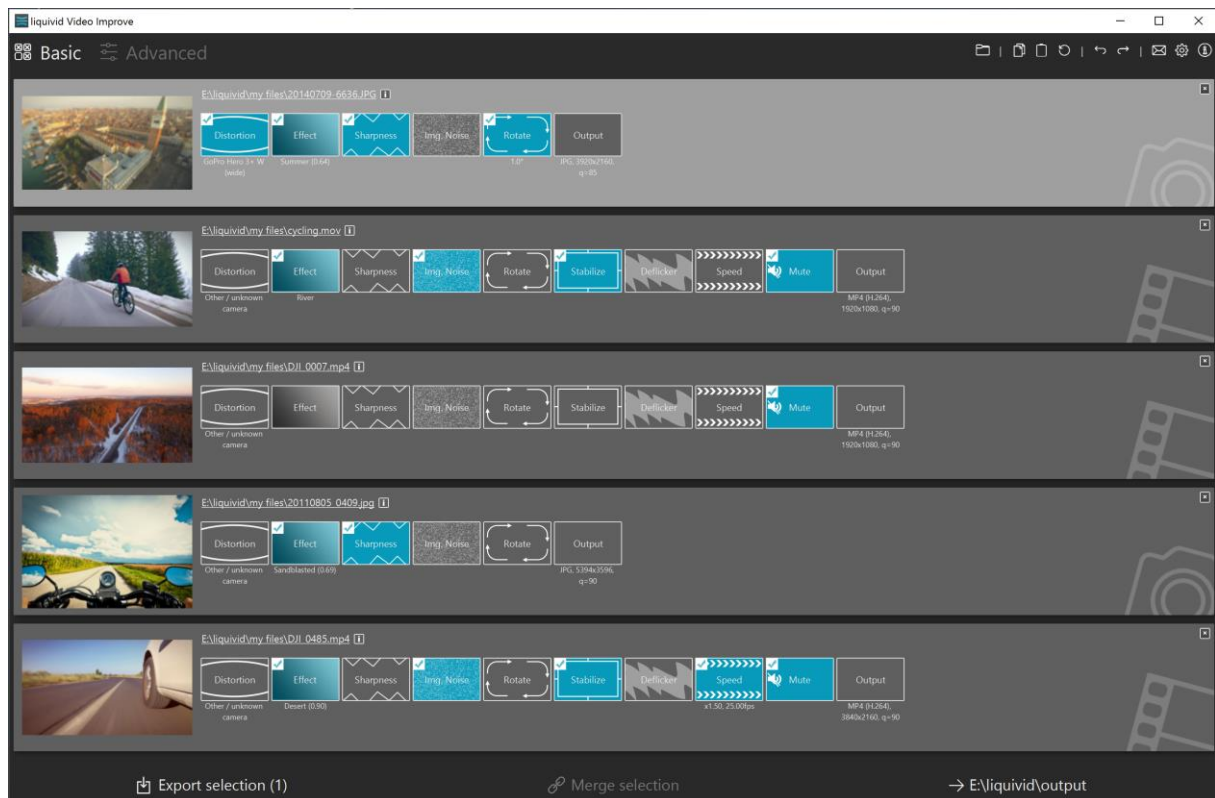 liquivid Video Improve
Basic Advanced
E:\liquivid\my files\20140709-6636.JPG
Distortion Effect Sharpness Img. Noise Rotate Output
GoPro Hero 3+ W Summer (0.64) 1.0° JPG, 3920x2160,
(wide) q=85
E:\liquivid\my files\cycling.mov
Distortion Effect Sharpness Img. Noise Rotate Stabilize Deflicker Speed Mute Output
Other / unknown River MP4 (H.264),
camera 1920x1080, q=90
E:\liquivid\my files\DJI_0007.mp4
Distortion Effect Sharpness Img. Noise Rotate Stabilize Deflicker Speed Mute Output
Other / unknown MP4 (H.264),
camera 1920x1080, q=90
E:\liquivid\my files\20110805_0409.jpg
Distortion Effect Sharpness Img. Noise Rotate Output
Other / unknown Sandblasted (0.69) JPG, 5394x3596,
camera q=90
E:\liquivid\my files\DJI_0485.mp4
Distortion Effect Sharpness Img. Noise Rotate Stabilize Deflicker Speed Mute Output
Other / unknown Desert (0.90) x1.50, 25.00fps MP4 (H.264),
camera 3840x2160, q=90
Export selection (1) Merge selection → E:\liquivid\output